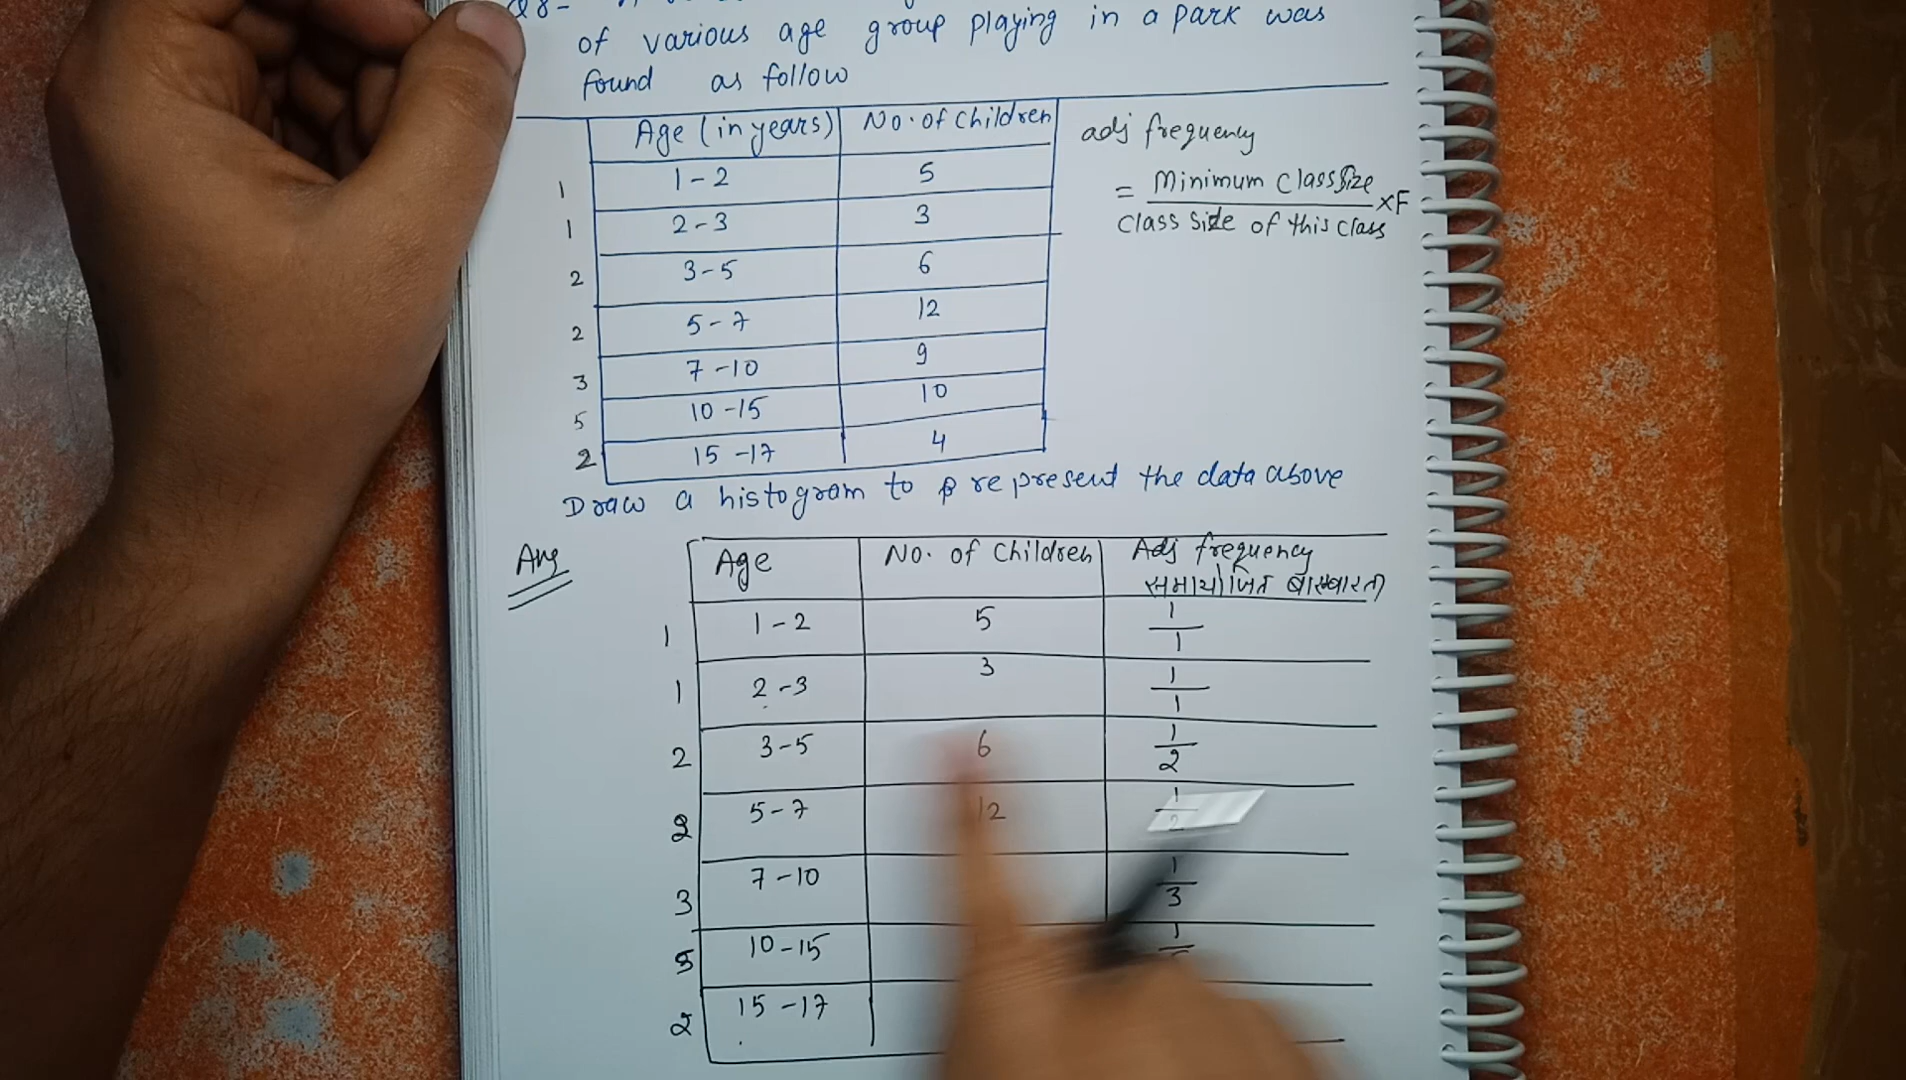 Q8-
of various age group playing in a park was
found as follow
Age (in years) No. of Children
1 1-2 5
1 2-3 3
2 3-5 6
2 5-7 12
3 7-10 9
5 10-15 10
2 15-17 4
adj frequency
= Minimum Class Size ×F
Class Side of this Class
Draw a histogram to represent the data above
Ans
Age No. of Children Adj frequency
समायोजित बारंबारता
1 1-2 5 1/1
1 2-3 3 1/1
2 3-5 6 1/2
2 5-7 12 1/2
3 7-10 1/3
5 10-15 1
2 15-17